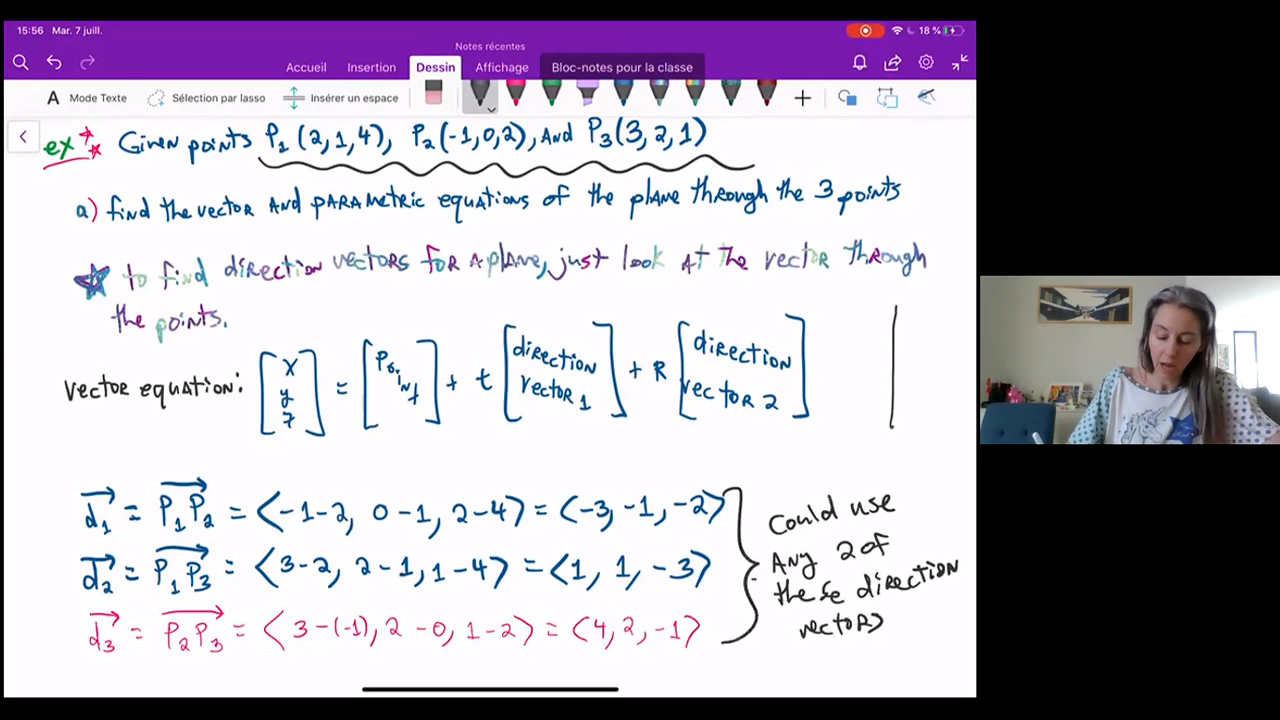 15:56 Mar. 7 juill.
18 %
Notes récentes
Accueil Insertion Dessin Affichage Bloc-notes pour la classe
A Mode Texte Sélection par lasso Insérer un espace
ex Given points P₁(2,1,4), P₂(-1,0,2), And P₃(3,2,1)
a) find the vector AND PARAMETRIC equations of the plane through the 3 points
to find direction vectors for a plane, just look At The vector through
the points.
vector equation: [x y z] = [Point] + t [direction vector 1] + R [direction vector 2]
d₁ = P₁P₂ = <-1-2, 0-1, 2-4> = <-3, -1, -2>
d₂ = P₁P₃ = <3-2, 2-1, 1-4> = <1, 1, -3>
d₃ = P₂P₃ = <3-(-1), 2-0, 1-2> = <4, 2, -1>
Could use
Any 2 of
these direction
vectors